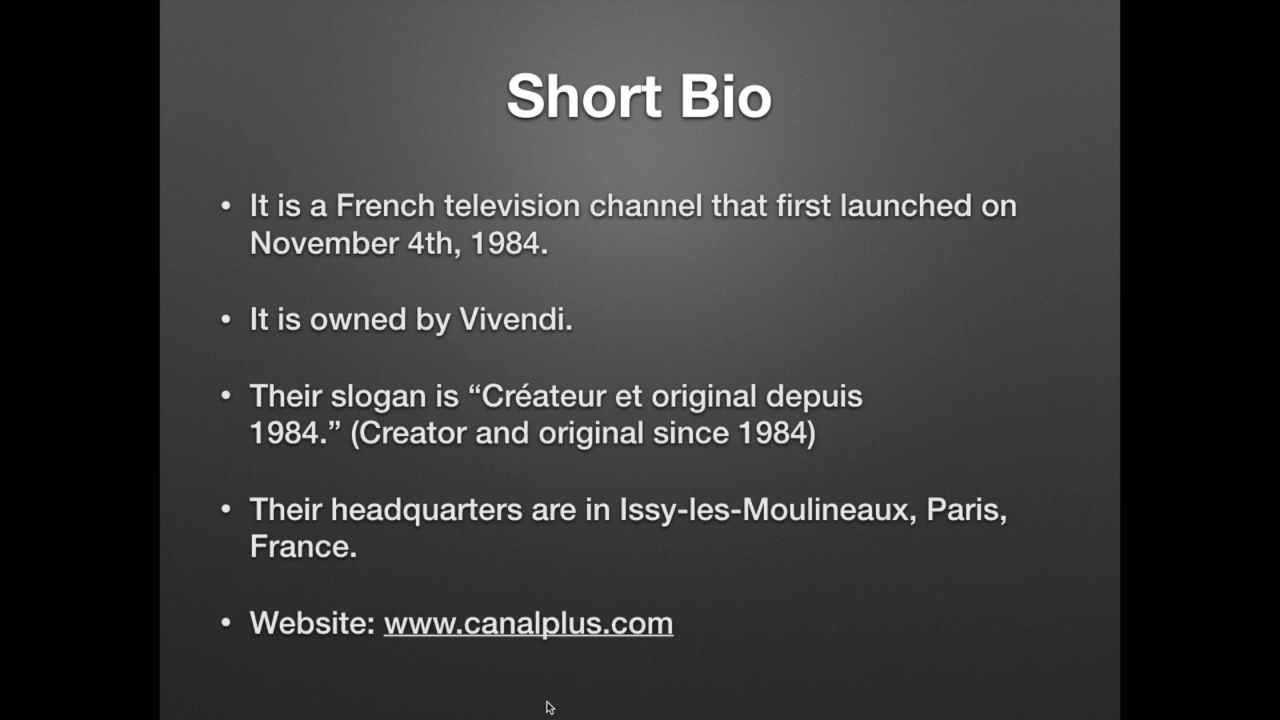 Short Bio
• It is a French television channel that first launched on
November 4th, 1984.
• It is owned by Vivendi.
• Their slogan is “Créateur et original depuis
1984.” (Creator and original since 1984)
• Their headquarters are in Issy-les-Moulineaux, Paris,
France.
• Website: www.canalplus.com